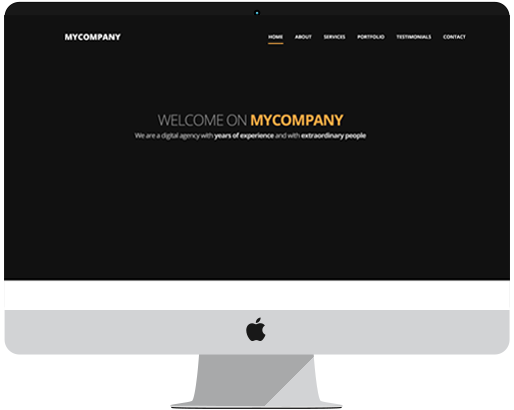 MYCOMPANY
HOME ABOUT SERVICES PORTFOLIO TESTIMONIALS CONTACT
WELCOME ON MYCOMPANY
We are a digital agency with years of experience and with extraordinary people